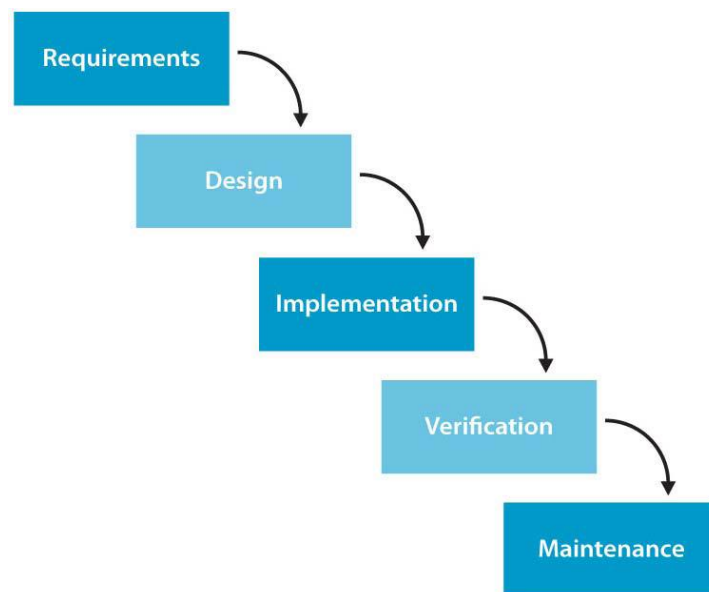 Requirements
Design
Implementation
Verification
Maintenance